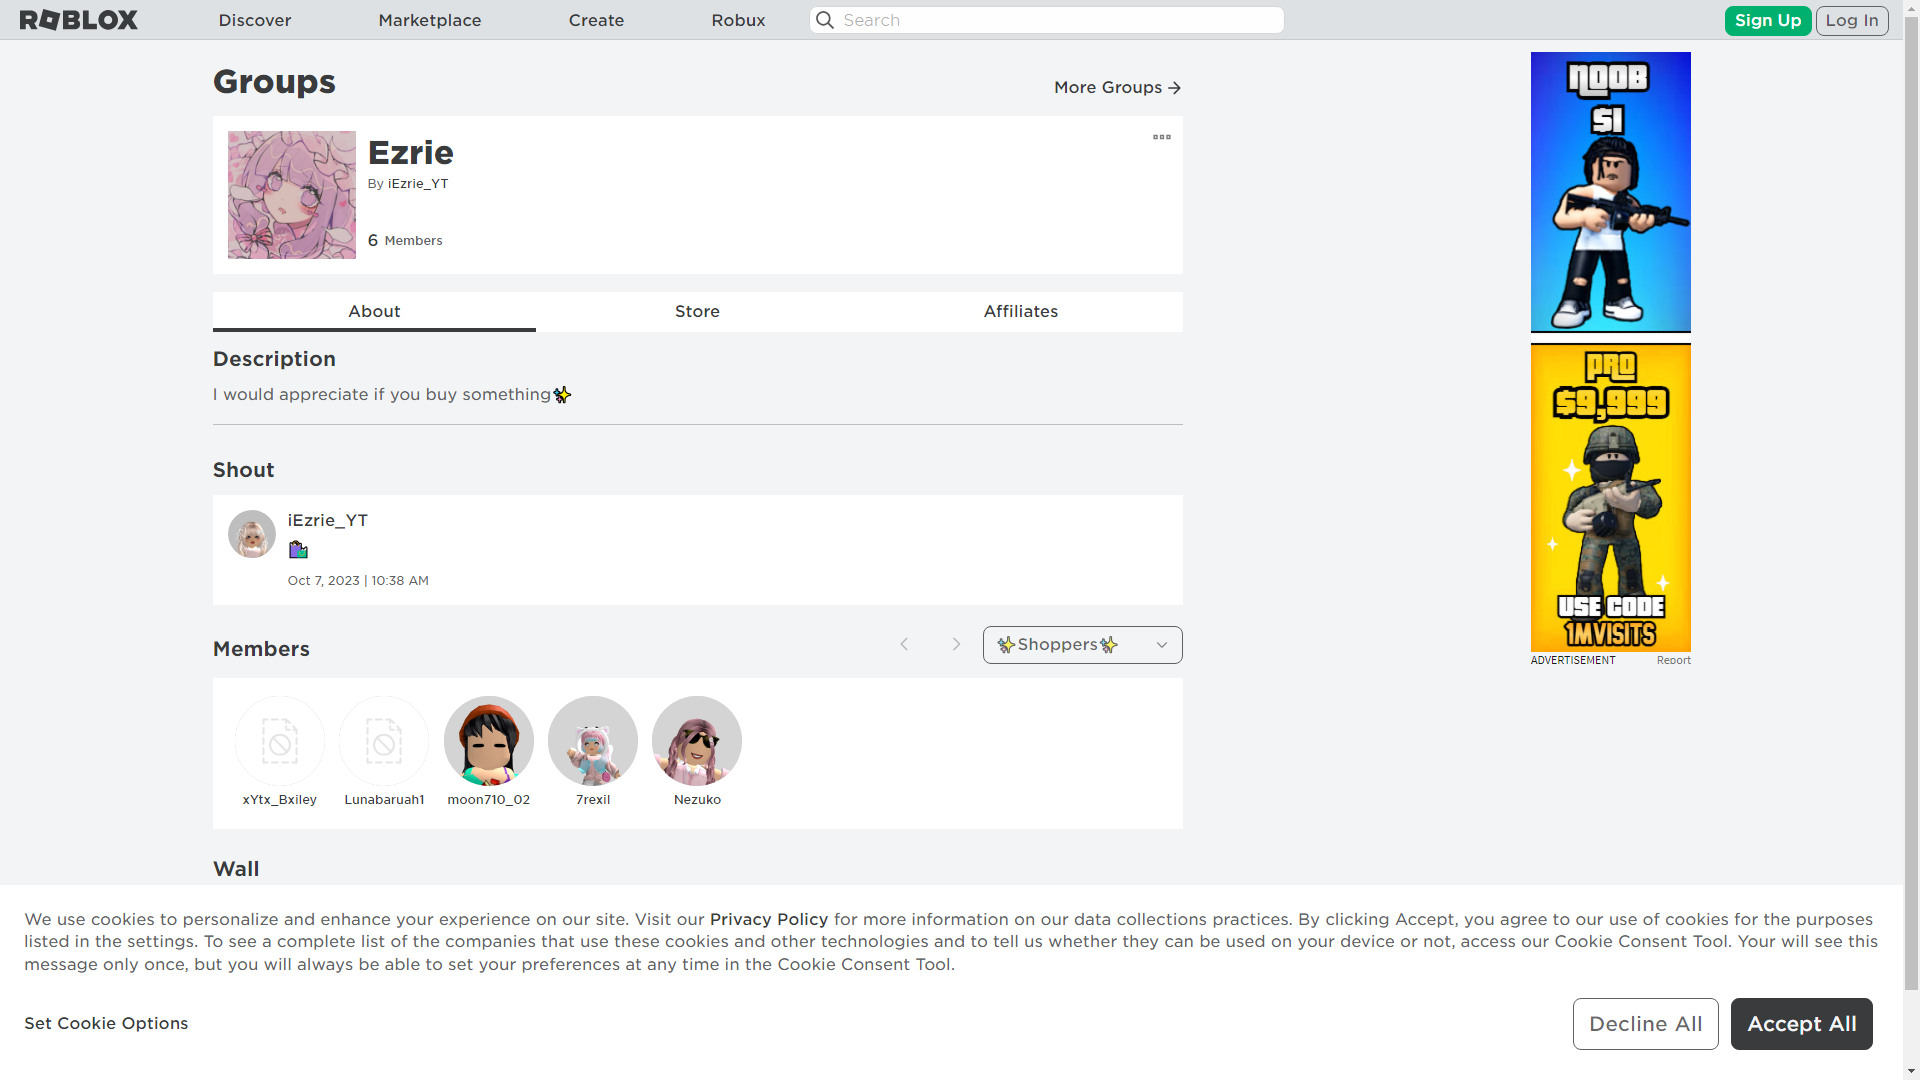 ROBLOX Discover Marketplace Create Robux Search Sign Up Log In
Groups
More Groups
Ezrie
By iEzrie_YT
6 Members
About Store Affiliates
Description
I would appreciate if you buy something✨
Shout
iEzrie_YT
🛍️
Oct 7, 2023 | 10:38 AM
Members
✨Shoppers✨
xYtx_Bxiley Lunabaruah1 moon710_02 7rexil Nezuko
Wall
NOOB
$1
PRO
$9,999
USE CODE
1MVISITS
ADVERTISEMENT Report
We use cookies to personalize and enhance your experience on our site. Visit our Privacy Policy for more information on our data collections practices. By clicking Accept, you agree to our use of cookies for the purposes
listed in the settings. To see a complete list of the companies that use these cookies and other technologies and to tell us whether they can be used on your device or not, access our Cookie Consent Tool. Your will see this
message only once, but you will always be able to set your preferences at any time in the Cookie Consent Tool.
Set Cookie Options
Decline All
Accept All